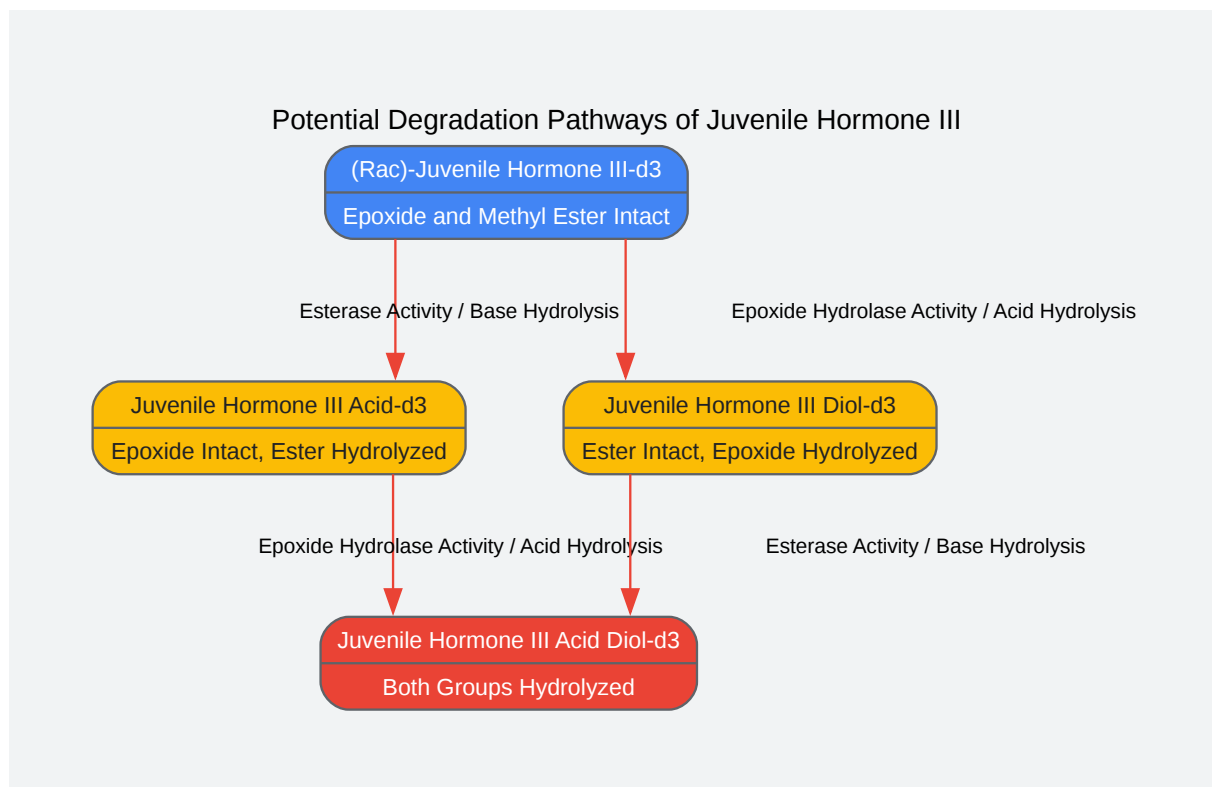 Potential Degradation Pathways of Juvenile Hormone III
(Rac)-Juvenile Hormone III-d3
Epoxide and Methyl Ester Intact
Esterase Activity / Base Hydrolysis
Epoxide Hydrolase Activity / Acid Hydrolysis
Juvenile Hormone III Acid-d3
Epoxide Intact, Ester Hydrolyzed
Juvenile Hormone III Diol-d3
Ester Intact, Epoxide Hydrolyzed
Epoxide Hydrolase Activity / Acid Hydrolysis
Esterase Activity / Base Hydrolysis
Juvenile Hormone III Acid Diol-d3
Both Groups Hydrolyzed